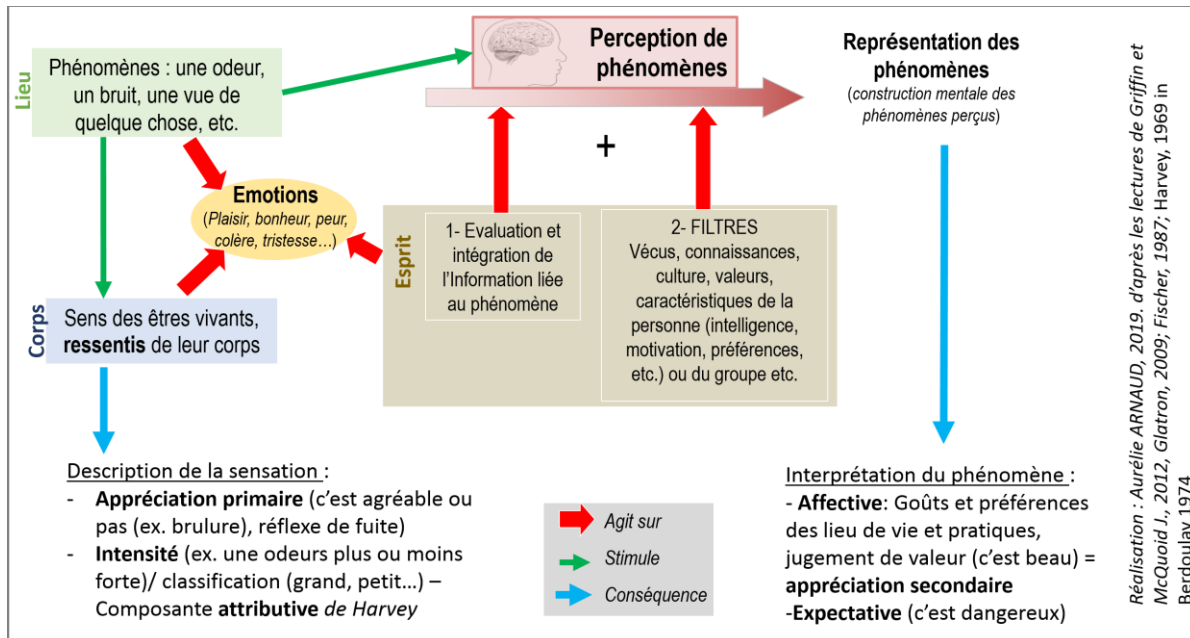 Lieu
Phénomènes : une odeur,
un bruit, une vue de
quelque chose, etc.
Perception de
phénomènes
Représentation des
phénomènes
(construction mentale des
phénomènes perçus)
+
Emotions
(Plaisir, bonheur, peur,
colère, tristesse…)
Esprit
1- Evaluation et
intégration de
l’Information liée
au phénomène
2- FILTRES
Vécus, connaissances,
culture, valeurs,
caractéristiques de la
personne (intelligence,
motivation, préférences,
etc.) ou du groupe etc.
Corps
Sens des êtres vivants,
ressentis de leur corps
Description de la sensation :
- Appréciation primaire (c’est agréable ou
pas (ex. brulure), réflexe de fuite)
- Intensité (ex. une odeurs plus ou moins
forte)/ classification (grand, petit…) –
Composante attributive de Harvey
Agit sur
Stimule
Conséquence
Interprétation du phénomène :
- Affective: Goûts et préférences
des lieu de vie et pratiques,
jugement de valeur (c’est beau) =
appréciation secondaire
-Expectative (c’est dangereux)
Réalisation : Aurélie ARNAUD, 2019. d’après les lectures de Griffin et
McQuoid J., 2012, Glatron, 2009; Fischer, 1987; Harvey, 1969 in
Berdoulay 1974